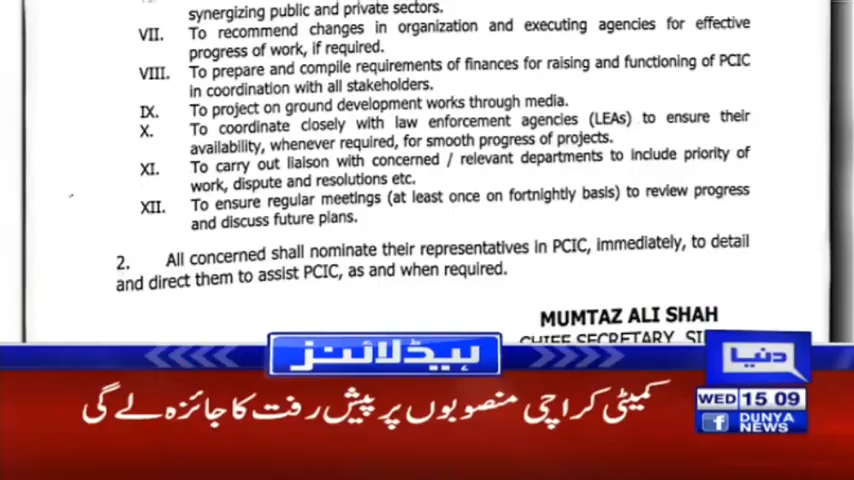 synergizing public and private sectors.
VII. To recommend changes in organization and executing agencies for effective
progress of work, if required.
VIII. To prepare and compile requirements of finances for raising and functioning of PCIC
in coordination with all stakeholders.
IX. To project on ground development works through media.
X. To coordinate closely with law enforcement agencies (LEAs) to ensure their
availability, whenever required, for smooth progress of projects.
XI. To carry out liaison with concerned / relevant departments to include priority of
work, dispute and resolutions etc.
XII. To ensure regular meetings (at least once on fortnightly basis) to review progress
and discuss future plans.
2. All concerned shall nominate their representatives in PCIC, immediately, to detail
and direct them to assist PCIC, as and when required.
MUMTAZ ALI SHAH
CHIEF SECRETARY
ہیڈلائنز
دنیا
کمیٹی کراچی منصوبوں پر پیش رفت کا جائزہ لے گی
WED 15 09
f DUNYA
NEWS